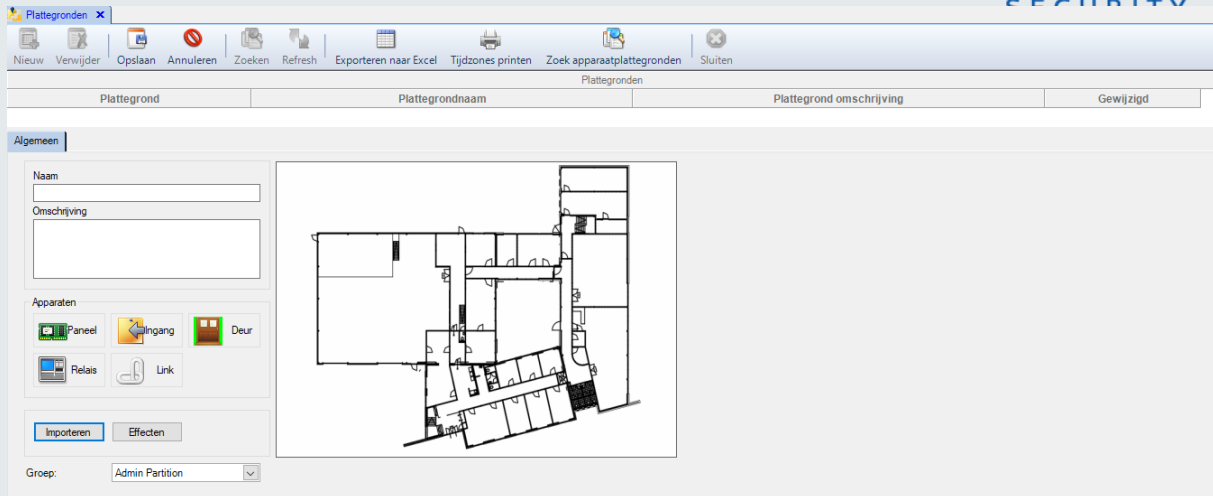 SECURITY
Plattegronden
Nieuw Verwijder Opslaan Annuleren Zoeken Refresh Exporteren naar Excel Tijdzones printen Zoek apparaatplattegronden Sluiten
Plattegronden
Plattegrond Plattegrondnaam Plattegrond omschrijving Gewijzigd
Algemeen
Naam
Omschrijving
Apparaten
Paneel Ingang Deur
Relais Link
Importeren Effecten
Groep: Admin Partition